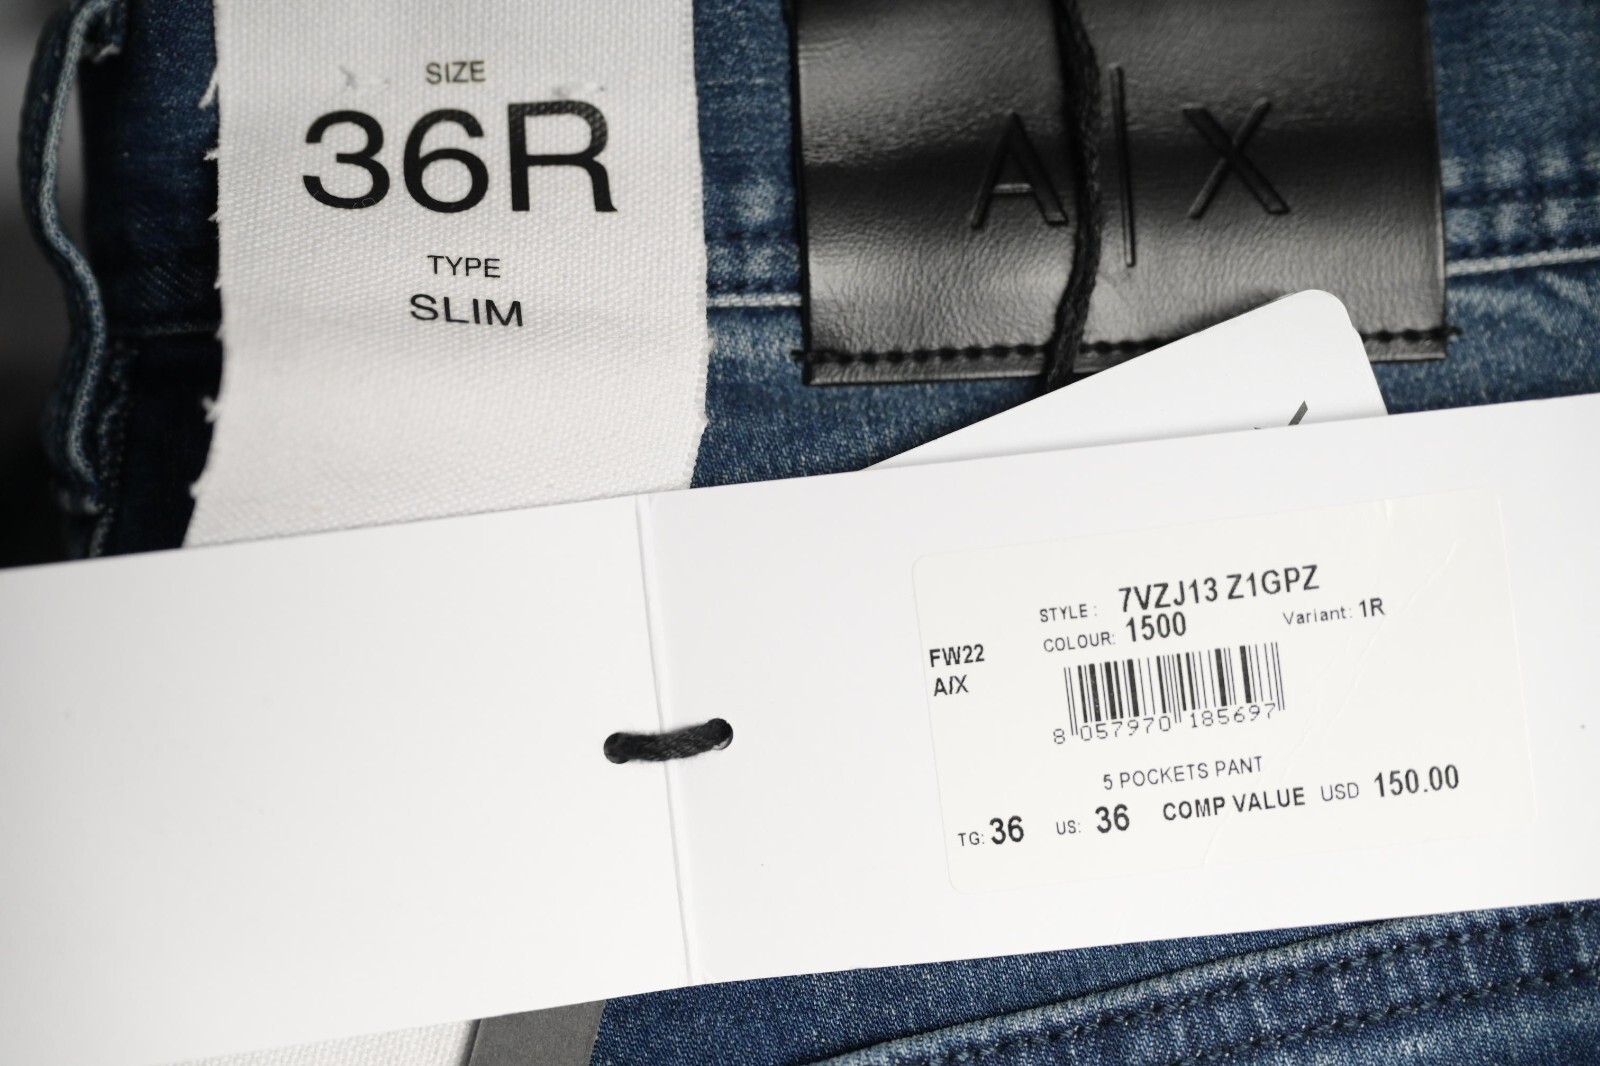 SIZE
36R
TYPE
SLIM
A|X
STYLE: 7VZJ13 Z1GPZ
COLOUR: 1500 Variant: 1R
FW22
A/X
8 057970 185697
5 POCKETS PANT
TG: 36 US: 36 COMP VALUE USD 150.00